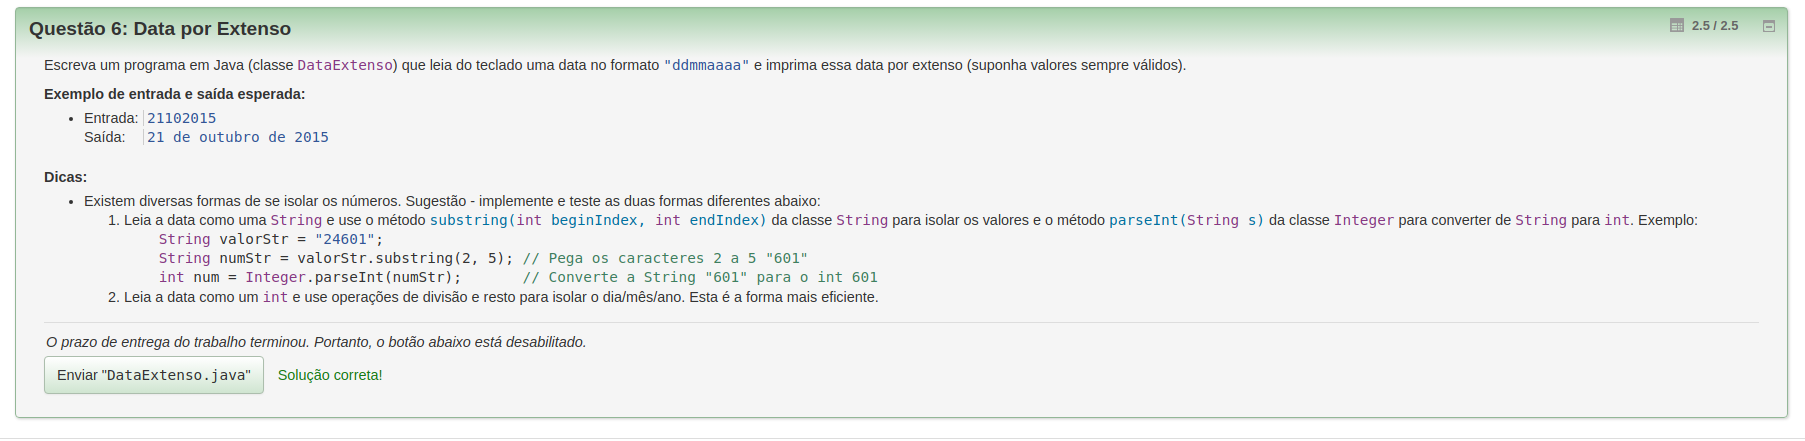 Questão 6: Data por Extenso
2.5 / 2.5
Escreva um programa em Java (classe DataExtenso) que leia do teclado uma data no formato "ddmmaaaa" e imprima essa data por extenso (suponha valores sempre válidos).
Exemplo de entrada e saída esperada:
• Entrada: 21102015
Saída: 21 de outubro de 2015
Dicas:
• Existem diversas formas de se isolar os números. Sugestão - implemente e teste as duas formas diferentes abaixo:
1. Leia a data como uma String e use o método substring(int beginIndex, int endIndex) da classe String para isolar os valores e o método parseInt(String s) da classe Integer para converter de String para int. Exemplo:
String valorStr = "24601";
String numStr = valorStr.substring(2, 5); // Pega os caracteres 2 a 5 "601"
int num = Integer.parseInt(numStr); // Converte a String "601" para o int 601
2. Leia a data como um int e use operações de divisão e resto para isolar o dia/mês/ano. Esta é a forma mais eficiente.
O prazo de entrega do trabalho terminou. Portanto, o botão abaixo está desabilitado.
Enviar "DataExtenso.java" Solução correta!